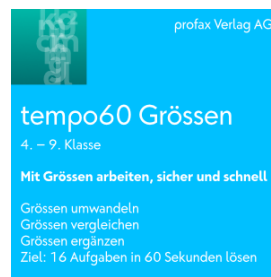 profax Verlag AG
tempo60 Grössen
4. – 9. Klasse
Mit Grössen arbeiten, sicher und schnell
Grössen umwandeln
Grössen vergleichen
Grössen ergänzen
Ziel: 16 Aufgaben in 60 Sekunden lösen